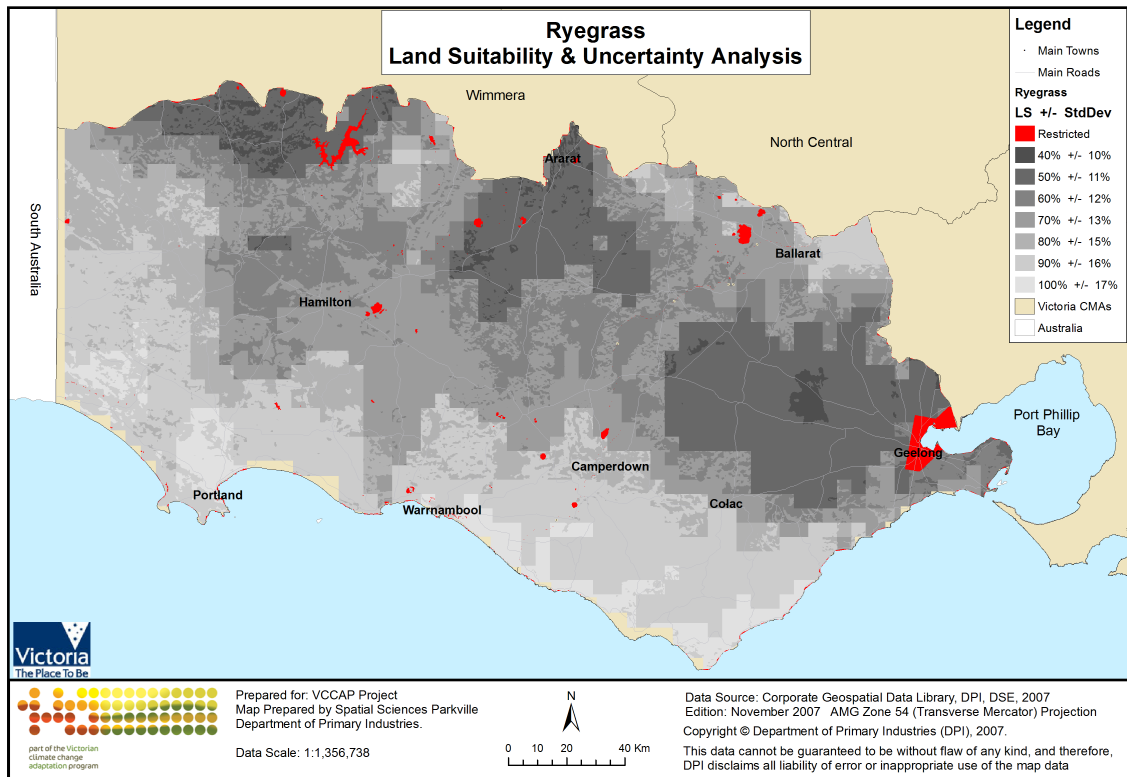 Ryegrass
Land Suitability & Uncertainty Analysis
Legend
Main Towns
Main Roads
Ryegrass
LS +/- StdDev
Restricted
40% +/- 10%
50% +/- 11%
60% +/- 12%
70% +/- 13%
80% +/- 15%
90% +/- 16%
100% +/- 17%
Victoria CMAs
Australia
Wimmera
North Central
Ararat
South Australia
Ballarat
Hamilton
Port Phillip
Bay
Geelong
Camperdown
Portland
Warrnambool
Colac
Victoria
The Place To Be
part of the Victorian
climate change
adaptation program
Prepared for: VCCAP Project
Map Prepared by Spatial Sciences Parkville
Department of Primary Industries.
Data Scale: 1:1,356,738
N
0 10 20 40 Km
Data Source: Corporate Geospatial Data Library, DPI, DSE, 2007
Edition: November 2007 AMG Zone 54 (Transverse Mercator) Projection
Copyright © Department of Primary Industries (DPI), 2007.
This data cannot be guaranteed to be without flaw of any kind, and therefore,
DPI disclaims all liability of error or inappropriate use of the map data